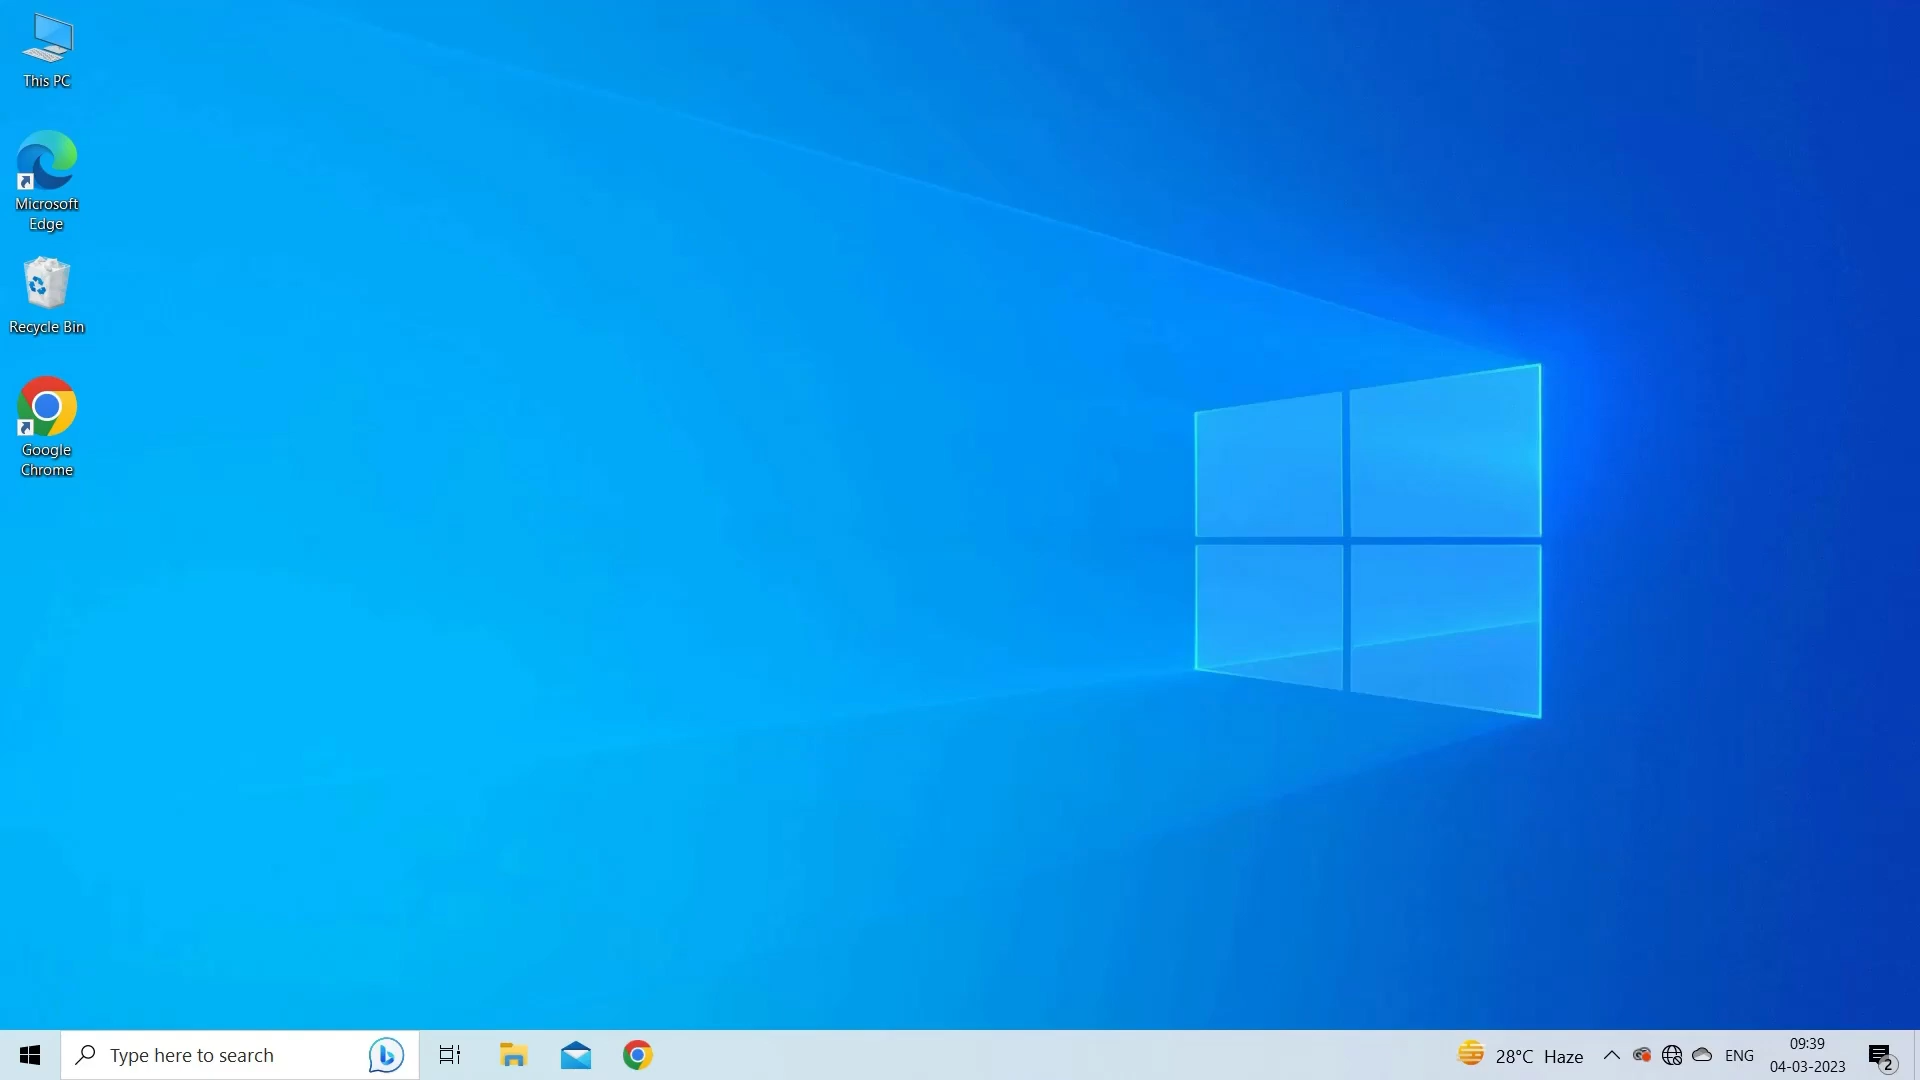 This PC
Microsoft
Edge
Recycle Bin
Google
Chrome
Type here to search
28°C Haze
ENG
09:39
04-03-2023
2